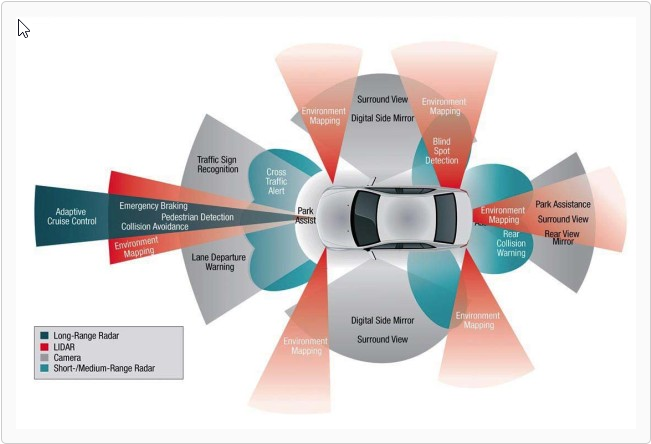 Environment
Mapping
Surround View
Digital Side Mirror
Environment
Mapping
Blind
Spot
Detection
Traffic Sign
Recognition
Cross
Traffic
Alert
Adaptive
Cruise Control
Emergency Braking
Pedestrian Detection
Collision Avoidance
Environment
Mapping
Park
Assist
Lane Departure
Warning
Environment
Mapping
Park Assistance
Surround View
Rear View
Mirror
Rear
Collision
Warning
Digital Side Mirror
Surround View
Environment
Mapping
Environment
Mapping
Long-Range Radar
LIDAR
Camera
Short-/Medium-Range Radar